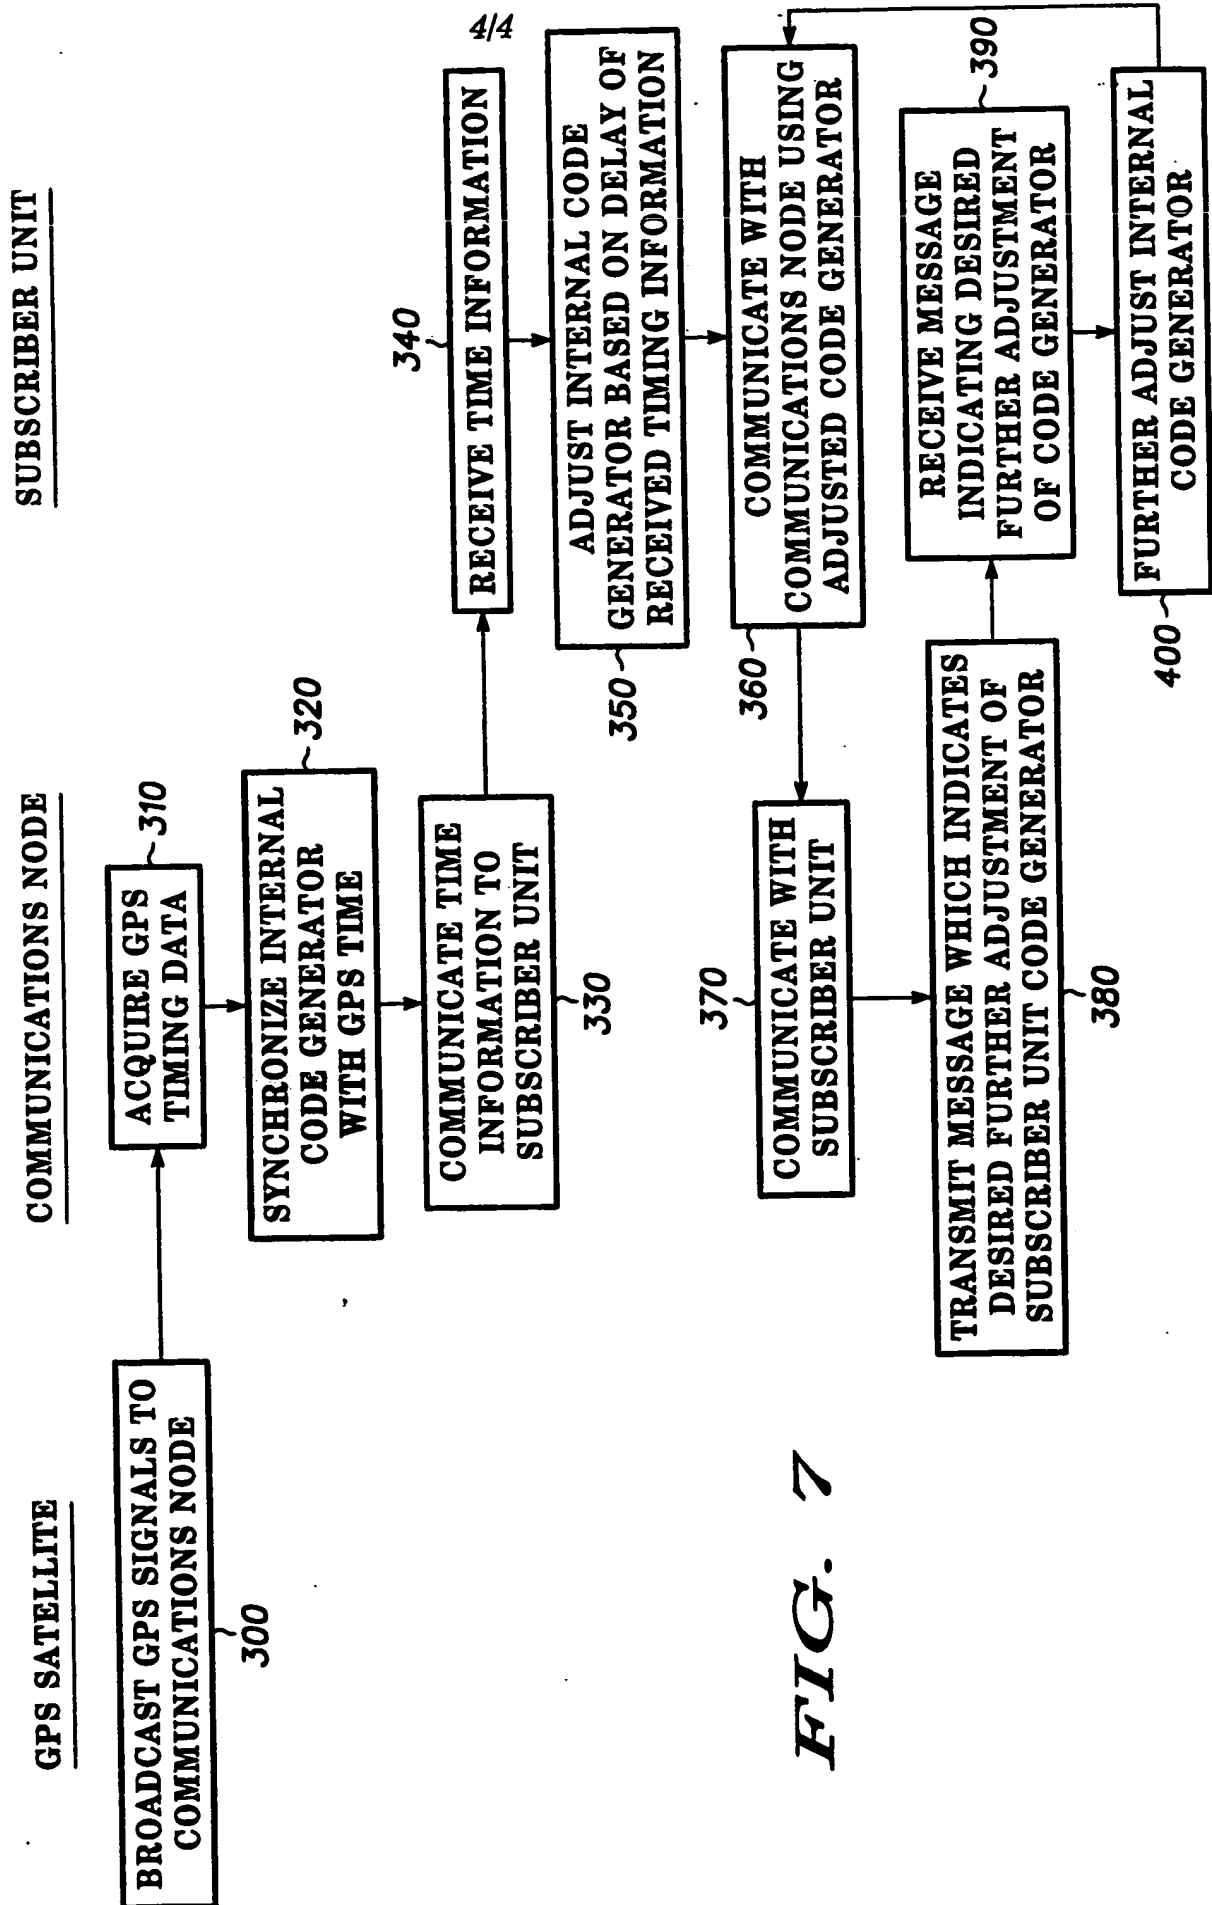 4/4
GPS SATELLITE
COMMUNICATIONS NODE
SUBSCRIBER UNIT
BROADCAST GPS SIGNALS TO
COMMUNICATIONS NODE
300
ACQUIRE GPS
TIMING DATA
310
SYNCHRONIZE INTERNAL
CODE GENERATOR
WITH GPS TIME
320
COMMUNICATE TIME
INFORMATION TO
SUBSCRIBER UNIT
330
340
RECEIVE TIME INFORMATION
ADJUST INTERNAL CODE
GENERATOR BASED ON DELAY OF
RECEIVED TIMING INFORMATION
350
COMMUNICATE WITH
COMMUNICATIONS NODE USING
ADJUSTED CODE GENERATOR
360
370
COMMUNICATE WITH
SUBSCRIBER UNIT
TRANSMIT MESSAGE WHICH INDICATES
DESIRED FURTHER ADJUSTMENT OF
SUBSCRIBER UNIT CODE GENERATOR
380
RECEIVE MESSAGE
INDICATING DESIRED
FURTHER ADJUSTMENT
OF CODE GENERATOR
390
FURTHER ADJUST INTERNAL
CODE GENERATOR
400
FIG. 7